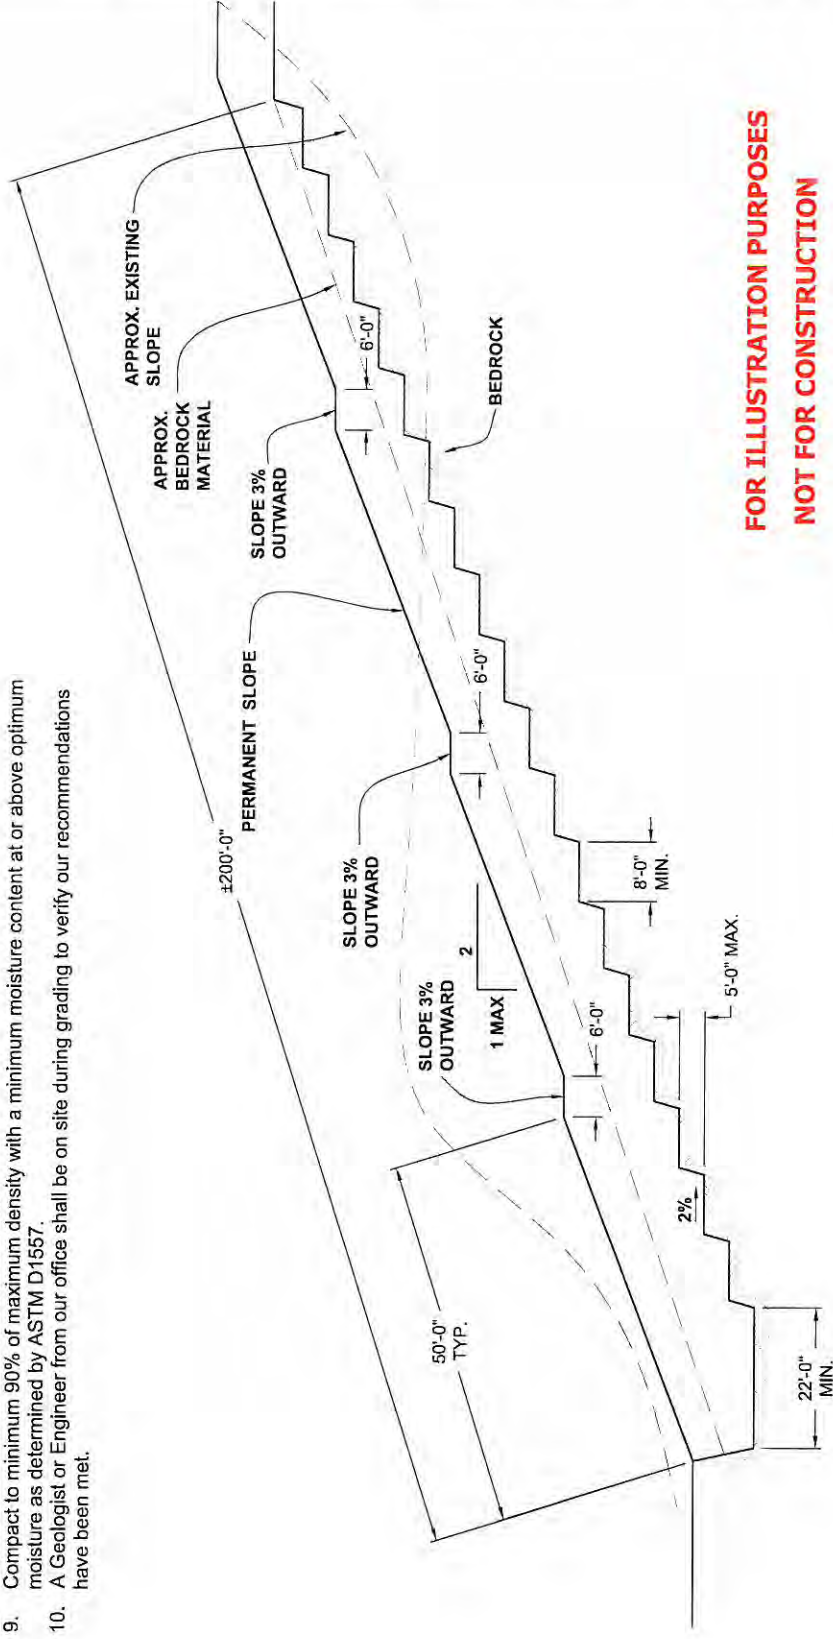 9. Compact to minimum 90% of maximum density with a minimum moisture content at or above optimum
moisture as determined by ASTM D1557.
10. A Geologist or Engineer from our office shall be on site during grading to verify our recommendations
have been met.
±200'-0"
APPROX. EXISTING
SLOPE
APPROX.
BEDROCK
MATERIAL
SLOPE 3%
OUTWARD
6'-0"
PERMANENT SLOPE
BEDROCK
SLOPE 3%
OUTWARD
6'-0"
2
1 MAX
SLOPE 3%
OUTWARD
6'-0"
8'-0"
MIN.
5'-0" MAX.
50'-0"
TYP.
2%
22'-0"
MIN.
FOR ILLUSTRATION PURPOSES
NOT FOR CONSTRUCTION